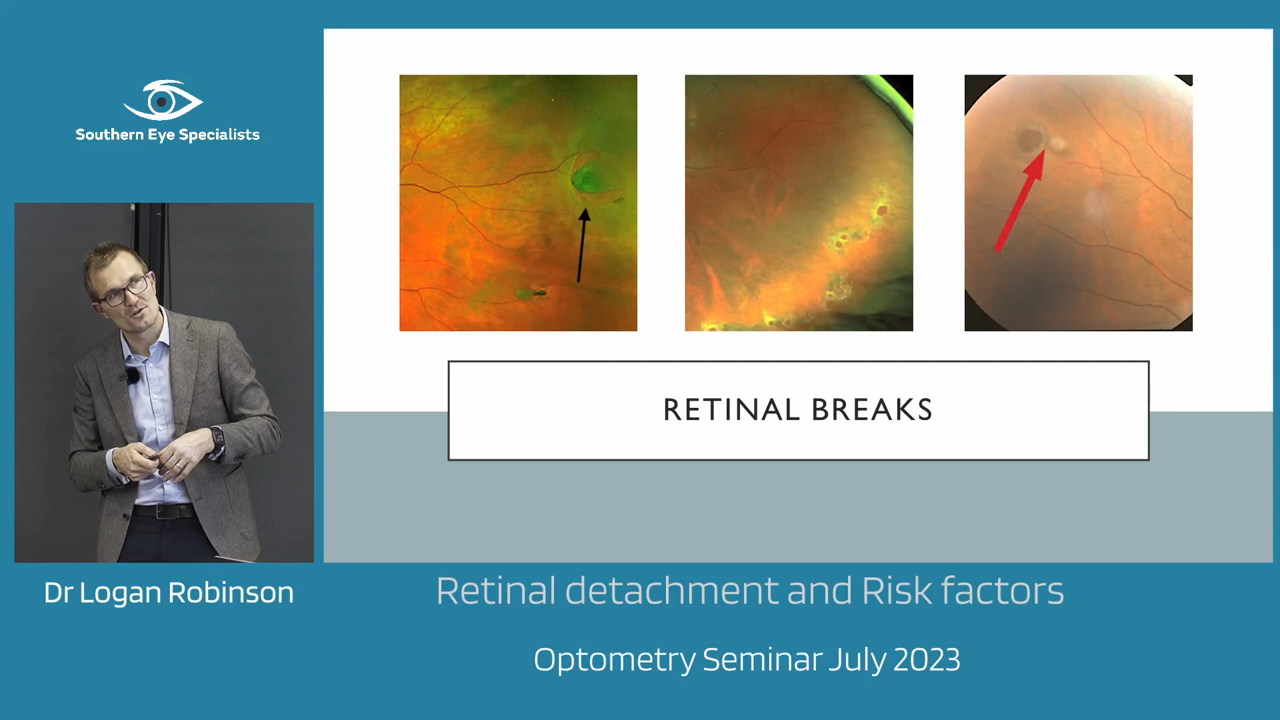 Southern Eye Specialists
RETINAL BREAKS
Dr Logan Robinson
Retinal detachment and Risk factors
Optometry Seminar July 2023